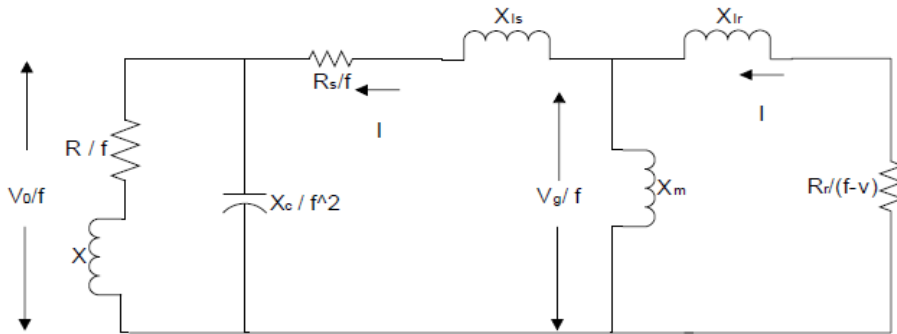 Xls
Xlr
Rs/f
I
I
R / f
V0/f
Xc / f^2
Vg/ f
Xm
Rr/(f-v)
X